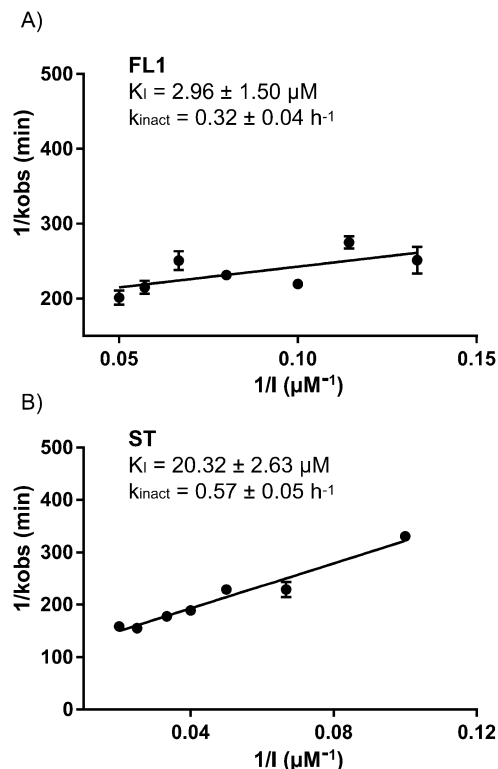 A)
FL1
KI = 2.96 ± 1.50 µM
kinact = 0.32 ± 0.04 h-1
1/kobs (min)
500
400
300
200
0.05
0.10
0.15
1/I (µM-1)
B)
ST
KI = 20.32 ± 2.63 µM
kinact = 0.57 ± 0.05 h-1
1/kobs (min)
500
400
300
200
100
0
0.04
0.08
0.12
1/I (µM-1)